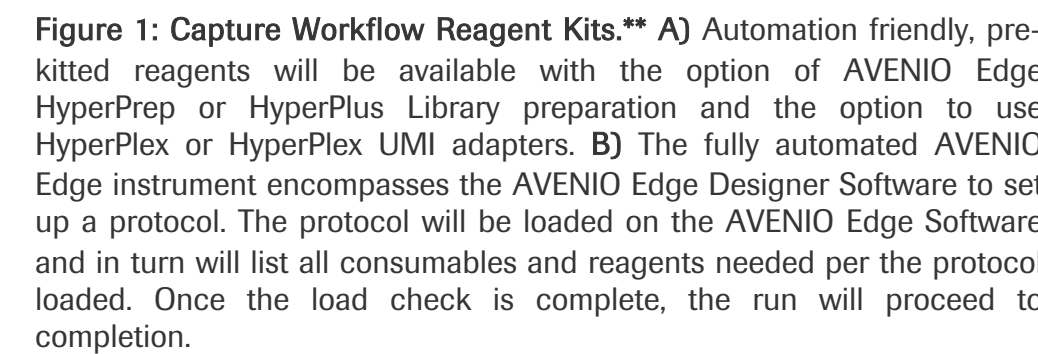 Figure 1: Capture Workflow Reagent Kits.** A) Automation friendly, pre-
kitted reagents will be available with the option of AVENIO Edge
HyperPrep or HyperPlus Library preparation and the option to use
HyperPlex or HyperPlex UMI adapters. B) The fully automated AVENIO
Edge instrument encompasses the AVENIO Edge Designer Software to set
up a protocol. The protocol will be loaded on the AVENIO Edge Software
and in turn will list all consumables and reagents needed per the protocol
loaded. Once the load check is complete, the run will proceed to
completion.